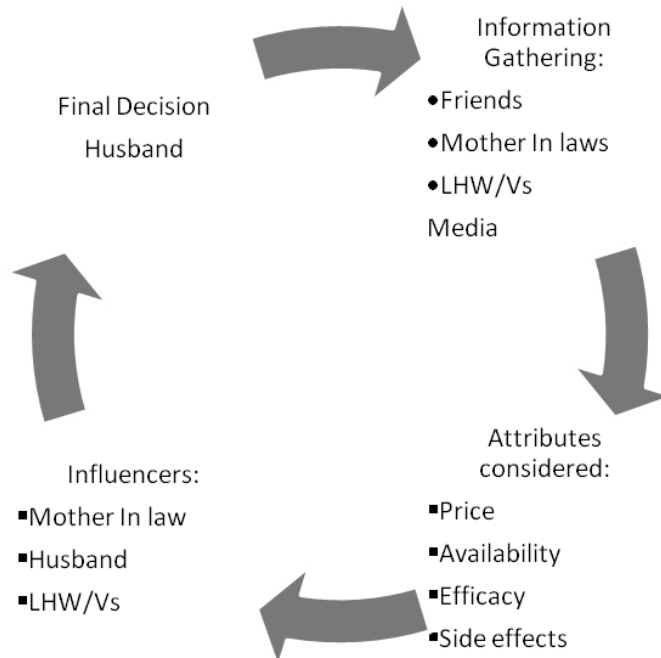 Final Decision
Husband
Information
Gathering:
•Friends
•Mother In laws
•LHW/Vs
Media
Attributes
considered:
▪Price
▪Availability
▪Efficacy
▪Side effects
Influencers:
▪Mother In law
▪Husband
▪LHW/Vs